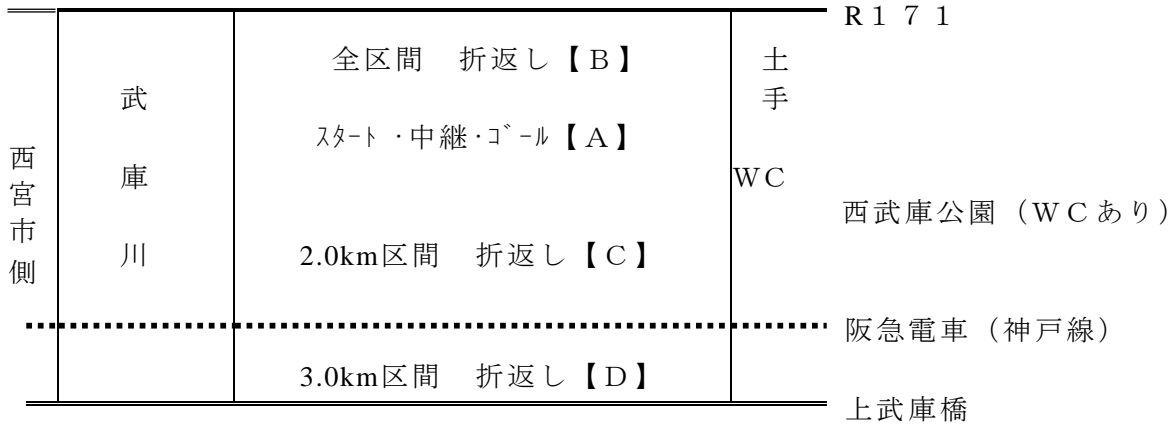 R１７１
全区間　折返し【Ｂ】
土手
武庫川
ｽﾀｰﾄ・中継・ｺﾞｰﾙ【Ａ】
西宮市側
ＷＣ
西武庫公園（ＷＣあり）
2.0km区間　折返し【Ｃ】
阪急電車（神戸線）
3.0km区間　折返し【Ｄ】
上武庫橋